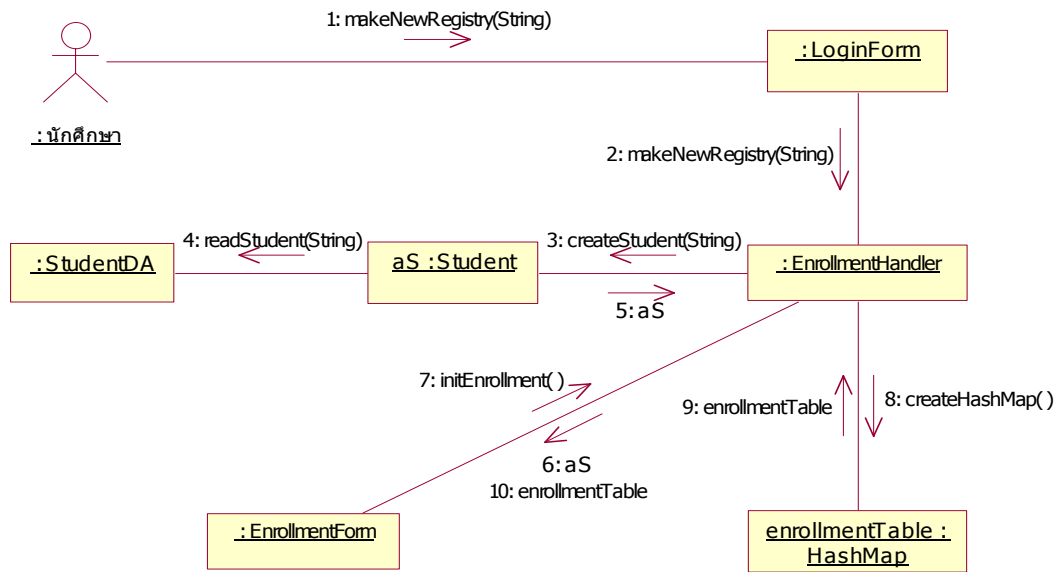 1: makeNewRegistry(String)
: LoginForm
: นักศึกษา
2: makeNewRegistry(String)
4: readStudent(String)
3: createStudent(String)
: StudentDA
aS : Student
: EnrollmentHandler
5: aS
7: initEnrollment( )
9: enrollmentTable
8: createHashMap( )
6: aS
10: enrollmentTable
: EnrollmentForm
enrollmentTable :
HashMap